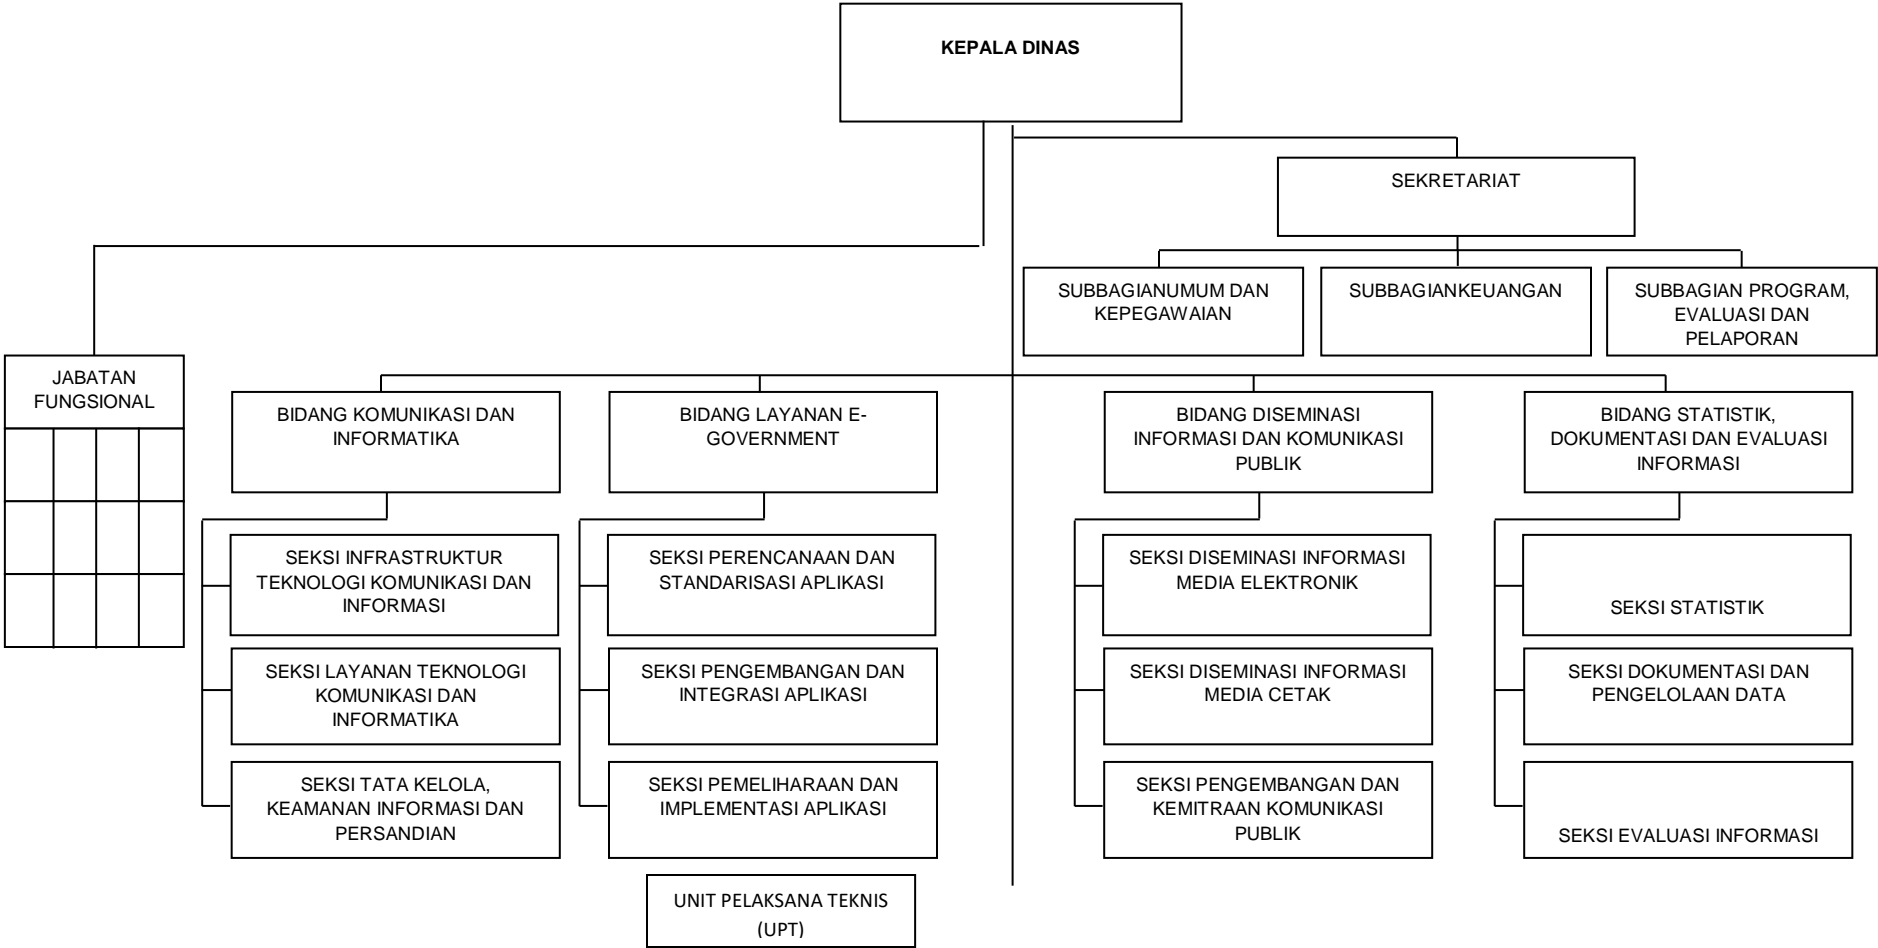 KEPALA DINAS
SEKRETARIAT
SUBBAGIANUMUM DAN
KEPEGAWAIAN
SUBBAGIANKEUANGAN
SUBBAGIAN PROGRAM,
EVALUASI DAN
PELAPORAN
JABATAN
FUNGSIONAL
BIDANG KOMUNIKASI DAN
INFORMATIKA
BIDANG LAYANAN E-
GOVERNMENT
BIDANG DISEMINASI
INFORMASI DAN KOMUNIKASI
PUBLIK
BIDANG STATISTIK,
DOKUMENTASI DAN EVALUASI
INFORMASI
SEKSI INFRASTRUKTUR
TEKNOLOGI KOMUNIKASI DAN
INFORMASI
SEKSI PERENCANAAN DAN
STANDARISASI APLIKASI
SEKSI DISEMINASI INFORMASI
MEDIA ELEKTRONIK
SEKSI STATISTIK
SEKSI LAYANAN TEKNOLOGI
KOMUNIKASI DAN
INFORMATIKA
SEKSI PENGEMBANGAN DAN
INTEGRASI APLIKASI
SEKSI DISEMINASI INFORMASI
MEDIA CETAK
SEKSI DOKUMENTASI DAN
PENGELOLAAN DATA
SEKSI TATA KELOLA,
KEAMANAN INFORMASI DAN
PERSANDIAN
SEKSI PEMELIHARAAN DAN
IMPLEMENTASI APLIKASI
SEKSI PENGEMBANGAN DAN
KEMITRAAN KOMUNIKASI
PUBLIK
SEKSI EVALUASI INFORMASI
UNIT PELAKSANA TEKNIS
(UPT)